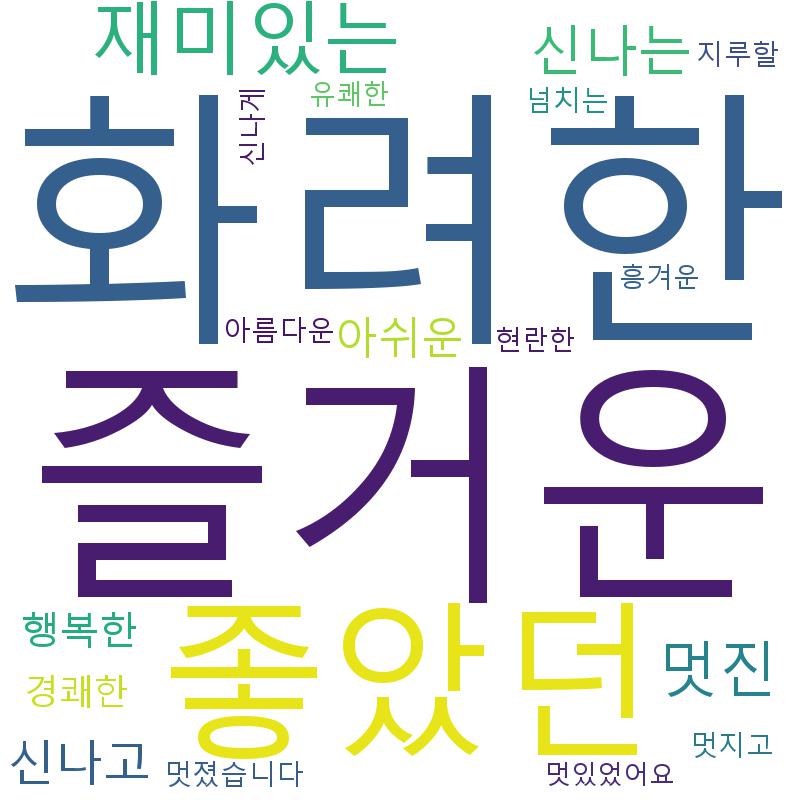 재미있는
신나는
지루할
유쾌한
신나게
넘치는
화려한
흥겨운
아름다운
아쉬운
현란한
즐거운
좋았던
행복한
멋진
경쾌한
신나고
멋지고
멋졌습니다
멋있었어요